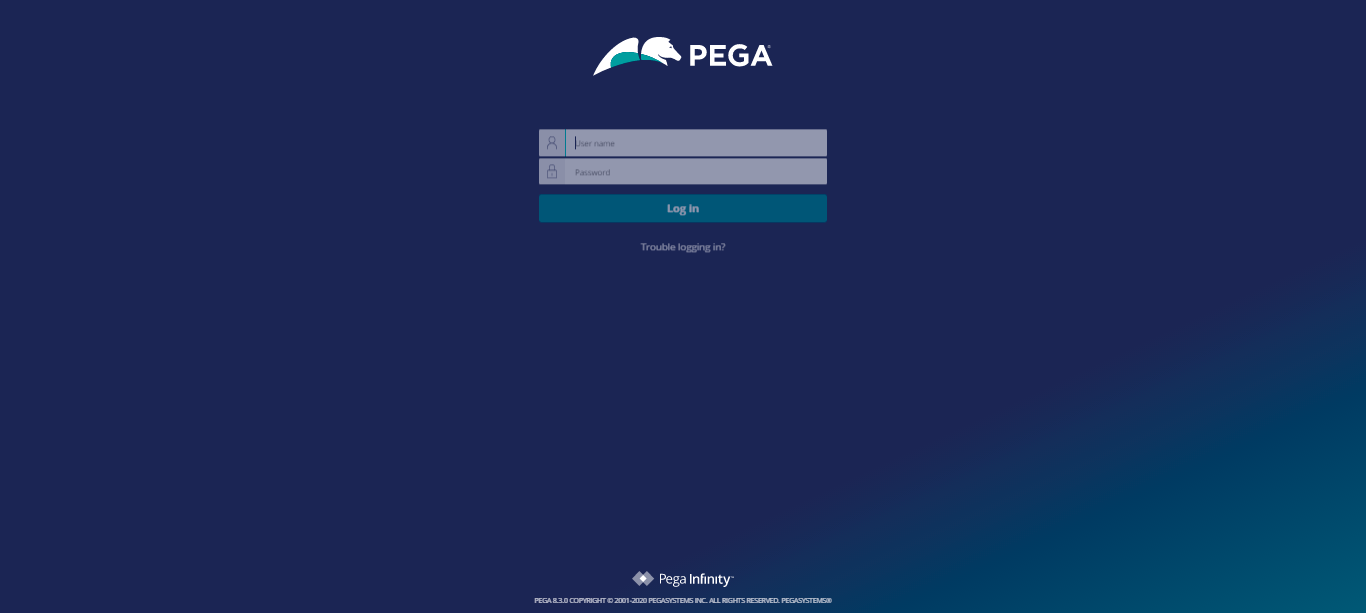 PEGA
User name
Password
Log in
Trouble logging in?
Pega Infinity™
PEGA 8.3.0 COPYRIGHT © 2001-2020 PEGASYSTEMS INC. ALL RIGHTS RESERVED. PEGASYSTEMS®